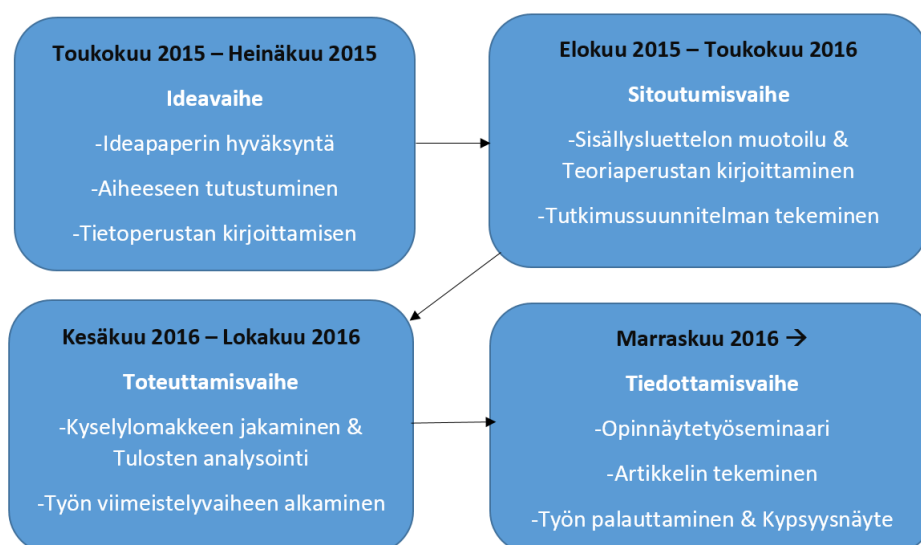 Toukokuu 2015 – Heinäkuu 2015
Ideavaihe
-Ideapaperin hyväksyntä
-Aiheeseen tutustuminen
-Tietoperustan kirjoittamisen
Elokuu 2015 – Toukokuu 2016
Sitoutumisvaihe
-Sisällysluettelon muotoilu &
Teoriaperustan kirjoittaminen
-Tutkimussuunnitelman tekeminen
Kesäkuu 2016 – Lokakuu 2016
Toteuttamisvaihe
-Kyselylomakkeen jakaminen &
Tulosten analysointi
-Työn viimeistelyvaiheen alkaminen
Marraskuu 2016 →
Tiedottamisvaihe
-Opinnäytetyöseminaari
-Artikkelin tekeminen
-Työn palauttaminen & Kypsyysnäyte